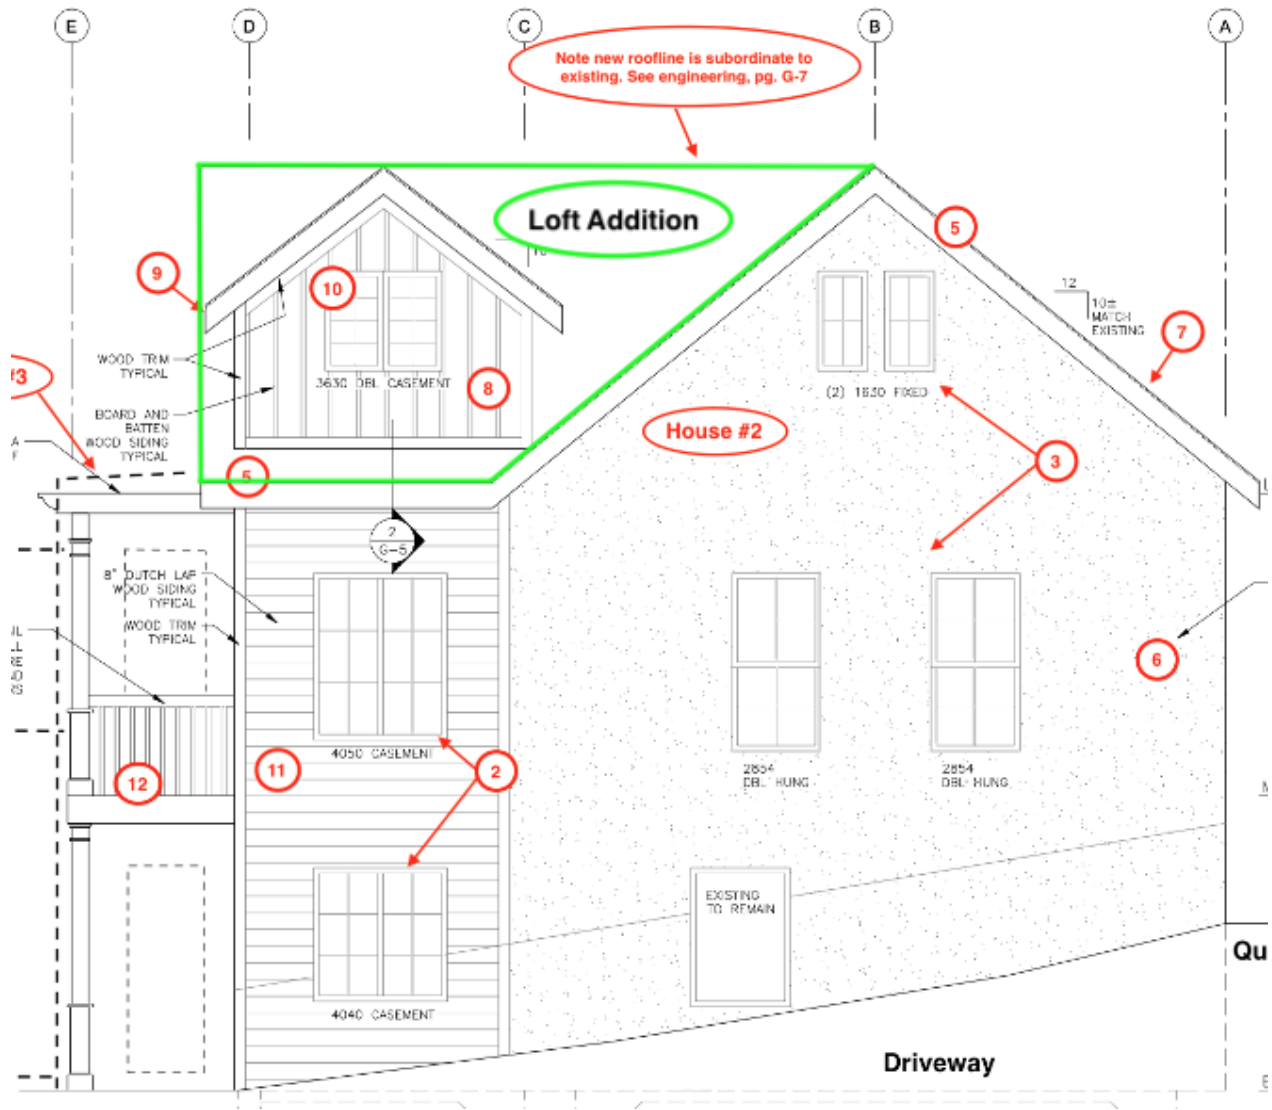 E
D
C
B
A
Note new roofline is subordinate to
existing. See engineering, pg. G-7
Loft Addition
5
9
10
12
10±
MATCH
EXISTING
7
WOOD TRIM
TYPICAL
3630 DBL CASEMENT
8
(2) 1630 FIXED
#3
BOARD AND
BATTEN
WOOD SIDING
TYPICAL
House #2
3
5
2
G-5
8" DUTCH LAP
WOOD SIDING
TYPICAL
WOOD TRIM
TYPICAL
6
4050 CASEMENT
11
2
12
2854
DBL HUNG
2854
DBL HUNG
EXISTING
TO REMAIN
4040 CASEMENT
Driveway